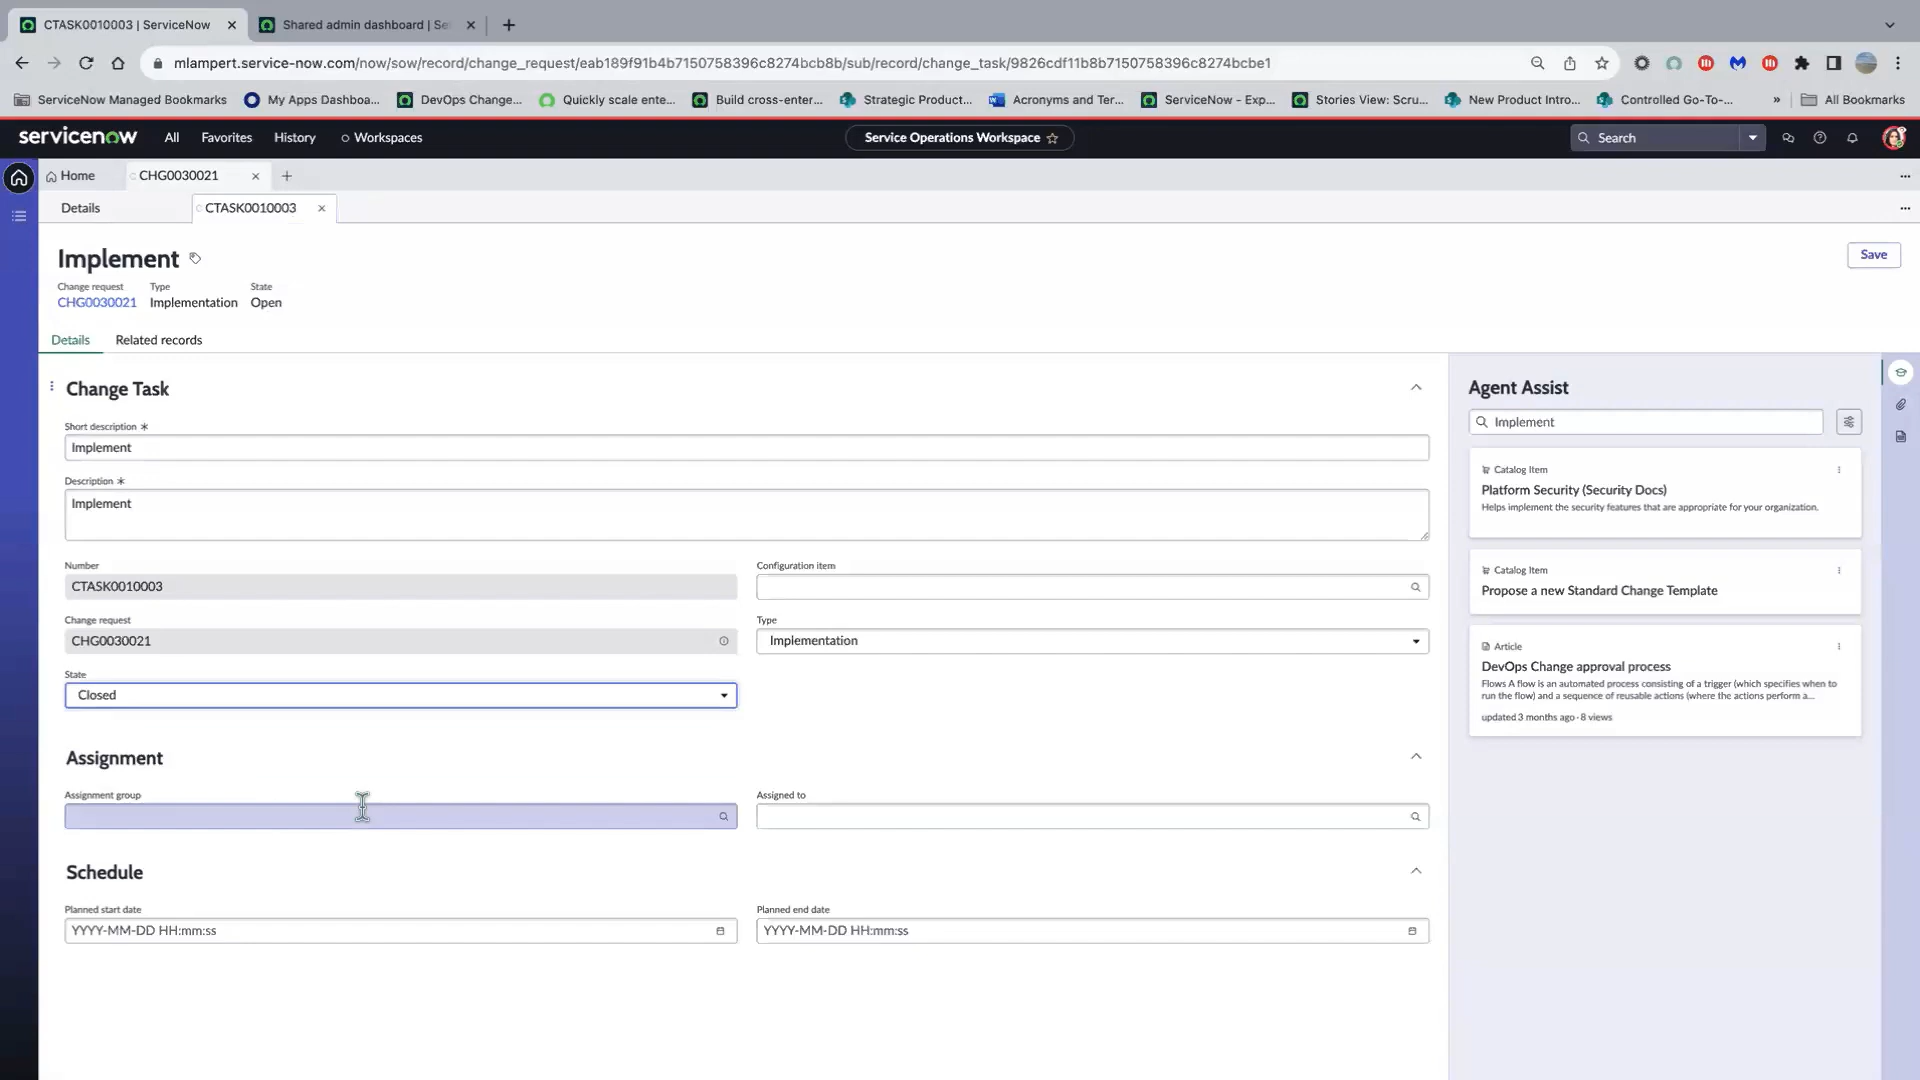 CTASK0010003 | ServiceNow
Shared admin dashboard | Se
mlampert.service-now.com/now/sow/record/change_request/eab189f91b4b7150758396c8274bcb8b/sub/record/change_task/9826cdf11b8b7150758396c8274bcbe1
ServiceNow Managed Bookmarks
My Apps Dashboa...
DevOps Change...
Quickly scale ente...
Build cross-enter...
Strategic Product...
Acronyms and Ter...
ServiceNow - Exp...
Stories View: Scru...
New Product Intro...
Controlled Go-To-...
»
All Bookmarks
servicenow
All
Favorites
History
Workspaces
Service Operations Workspace
Search
Home
CHG0030021
Details
CTASK0010003
Implement
Save
Change request
Type
State
CHG0030021
Implementation
Open
Details
Related records
Change Task
Short description *
Implement
Description *
Implement
Number
CTASK0010003
Configuration item
Change request
CHG0030021
Type
Implementation
State
Closed
Assignment
Assignment group
Assigned to
Schedule
Planned start date
YYYY-MM-DD HH:mm:ss
Planned end date
YYYY-MM-DD HH:mm:ss
Agent Assist
Implement
Catalog Item
Platform Security (Security Docs)
Helps implement the security features that are appropriate for your organization.
Catalog Item
Propose a new Standard Change Template
Article
DevOps Change approval process
Flows A flow is an automated process consisting of a trigger (which specifies when to
run the flow) and a sequence of reusable actions (where the actions perform a...
updated 3 months ago · 8 views